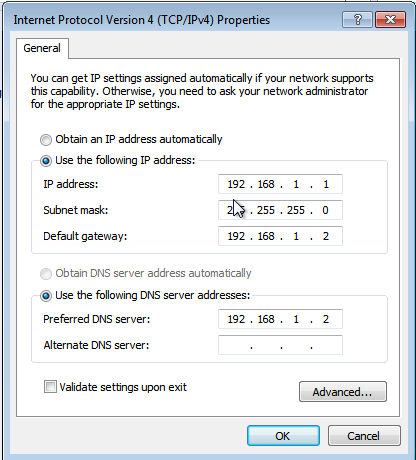 Internet Protocol Version 4 (TCP/IPv4) Properties
General
You can get IP settings assigned automatically if your network supports
this capability. Otherwise, you need to ask your network administrator
for the appropriate IP settings.
Obtain an IP address automatically
Use the following IP address:
IP address: 192 . 168 . 1 . 1
Subnet mask: . 255 . 255 . 0
Default gateway: 192 . 168 . 1 . 2
Obtain DNS server address automatically
Use the following DNS server addresses:
Preferred DNS server: 192 . 168 . 1 . 2
Alternate DNS server: . . .
Validate settings upon exit
Advanced...
OK Cancel